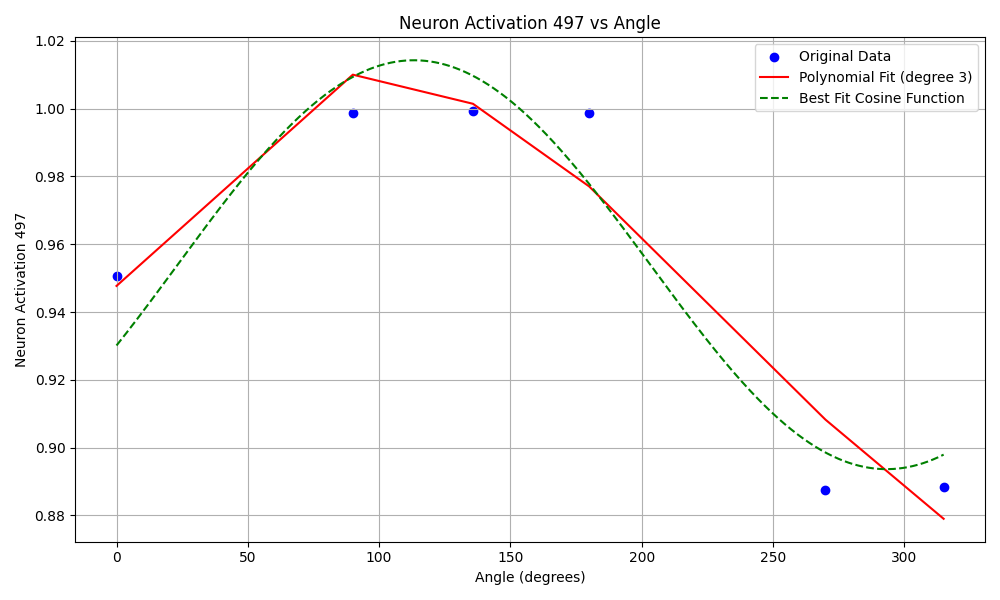 Neuron Activation 497 vs Angle
Original Data
Polynomial Fit (degree 3)
Best Fit Cosine Function
Neuron Activation 497
1.02
1.00
0.98
0.96
0.94
0.92
0.90
0.88
0 50 100 150 200 250 300
Angle (degrees)